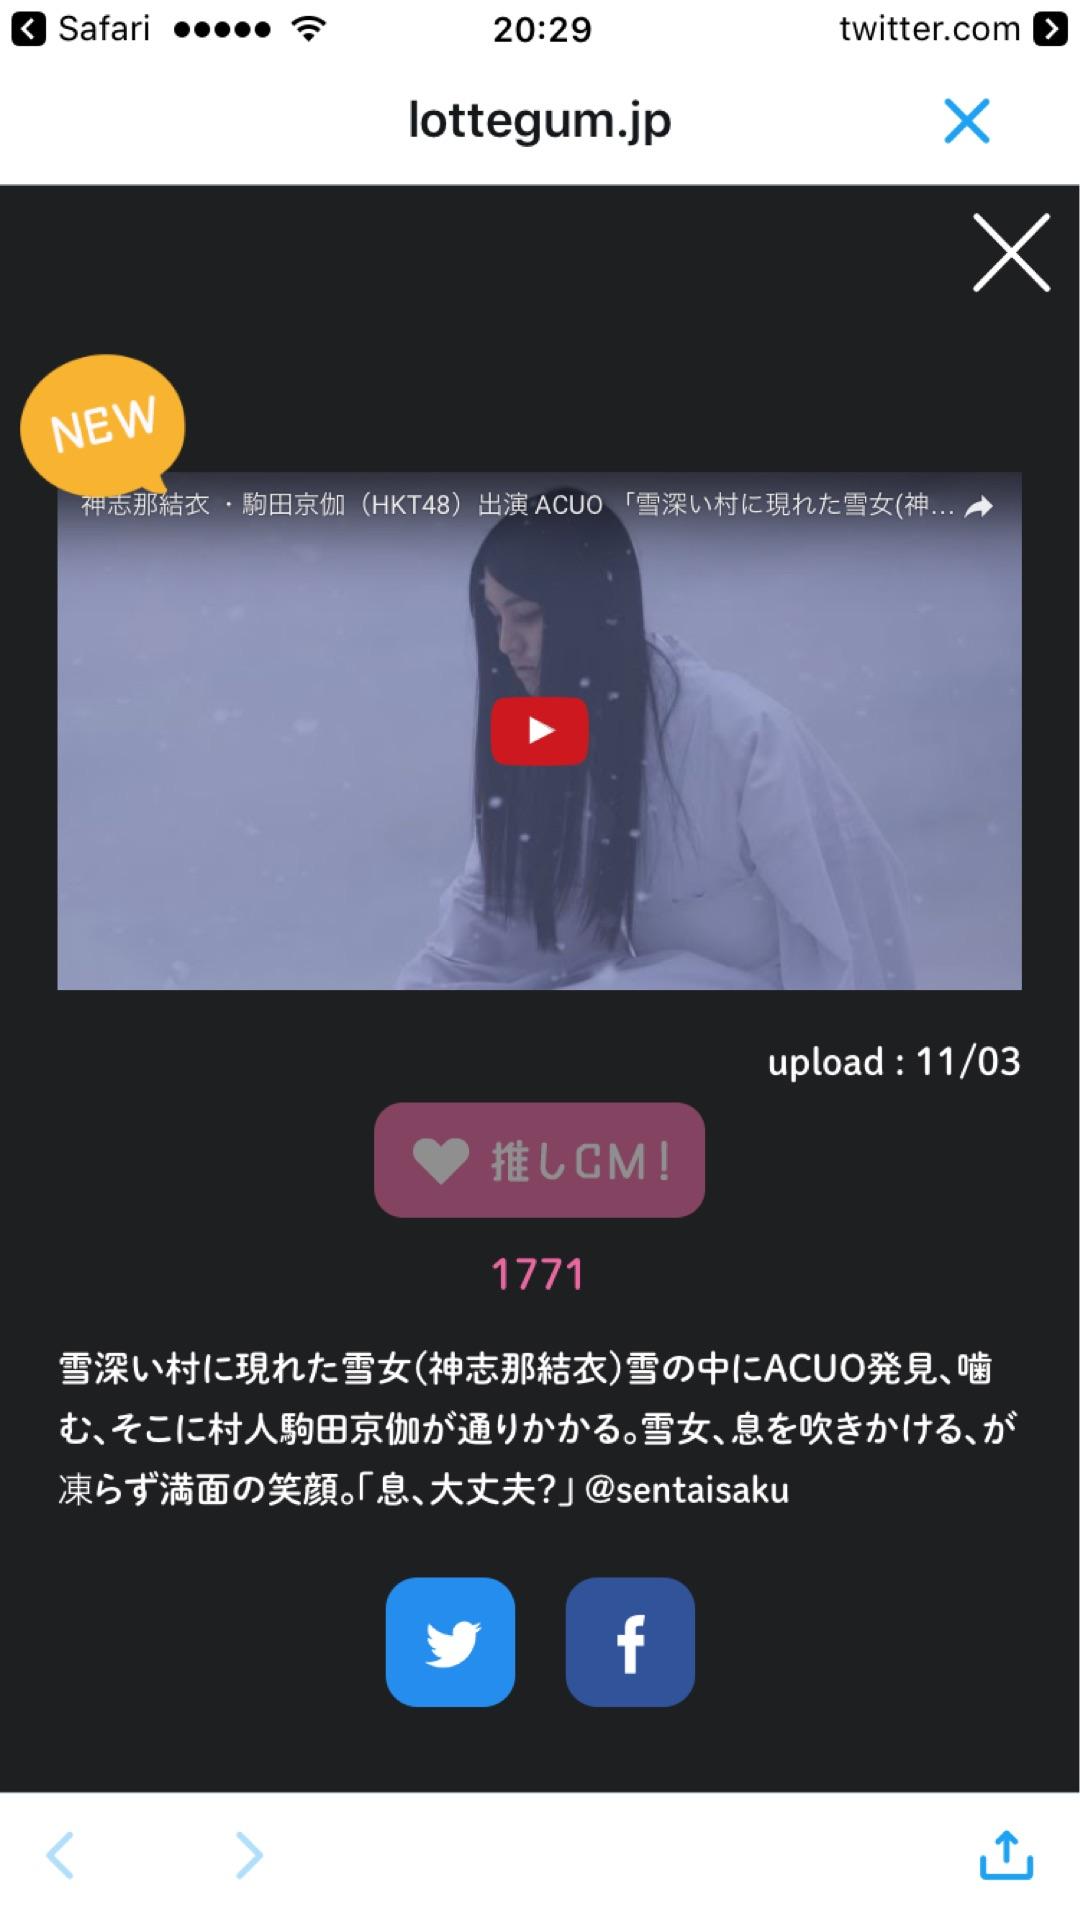 Safari
20:29
twitter.com
lottegum.jp
NEW
神志那結衣 ・駒田京伽（HKT48）出演 ACUO 「雪深い村に現れた雪女(神...
upload : 11/03
推しCM!
1771
雪深い村に現れた雪女(神志那結衣)雪の中にACUO発見、噛
む、そこに村人駒田京伽が通りかかる。雪女、息を吹きかける、が
凍らず満面の笑顔。「息、大丈夫?」 @sentaisaku